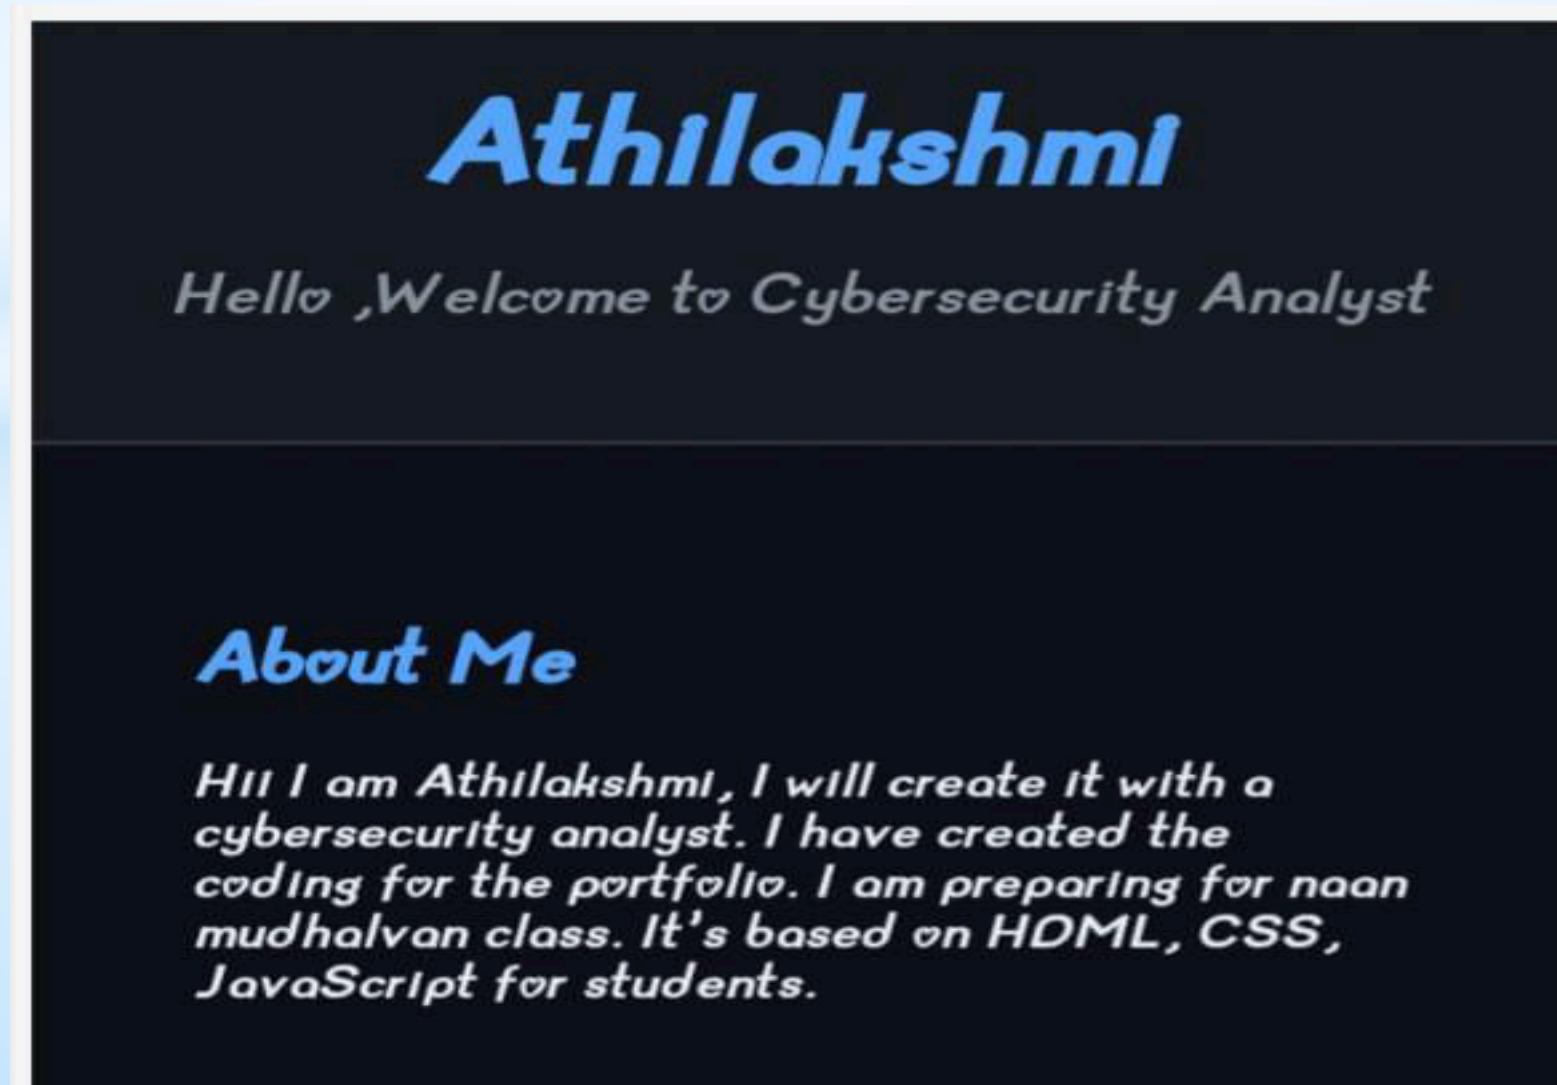 Athilakshmi
Hello ,Welcome to Cybersecurity Analyst
About Me
Hii I am Athilakshmi, I will create it with a
cybersecurity analyst. I have created the
coding for the portfolio. I am preparing for naan
mudhalvan class. It's based on HDML, CSS,
JavaScript for students.